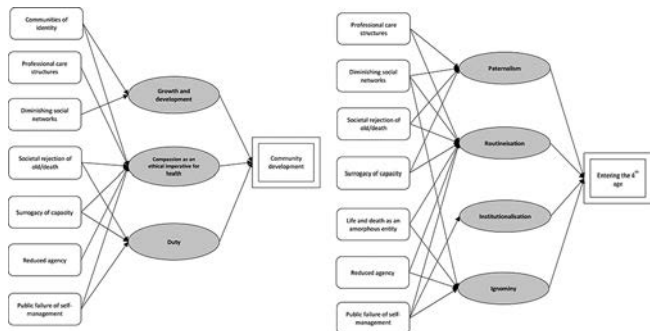 Communities of
identity
Professional care
structures
Diminishing social
networks
Societal rejection of
old/death
Surrogacy of capacity
Reduced agency
Public failure of self-
management
Growth and
development
Compassion as an
ethical imperative for
health
Duty
Community
development
Professional care
structures
Diminishing social
networks
Societal rejection of
old/death
Surrogacy of capacity
Life and death as an
amorphous entity
Reduced agency
Public failure of self-
management
Paternalism
Routineisation
Institutionalisation
Ignominy
Entering the 4th
age